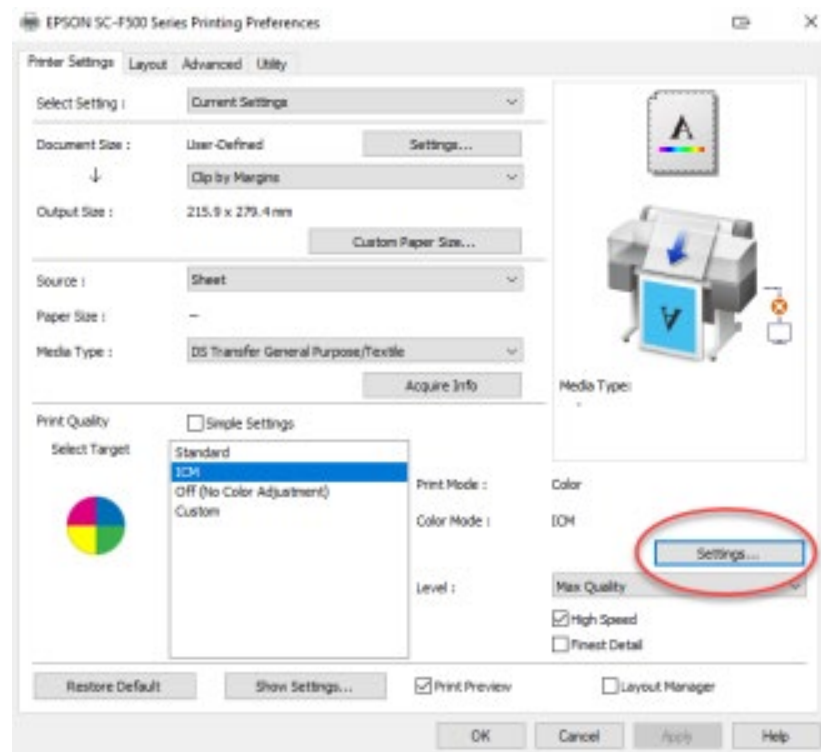 EPSON SC-F500 Series Printing Preferences
Printer Settings Layout Advanced Utility
Select Setting : Current Settings
Document Size : User-Defined Settings...
Clip by Margins
Output Size : 215.9 x 279.4 mm
Custom Paper Size...
Source : Sheet
Paper Size : -
Media Type : DS Transfer General Purpose/Textile
Acquire Info
Media Type:
-
Print Quality Simple Settings
Select Target
Standard
ICM
Off (No Color Adjustment)
Custom
Print Mode : Color
Color Mode : ICM
Settings...
Level : Max Quality
High Speed
Finest Detail
Restore Default Show Settings... Print Preview Layout Manager
OK Cancel Apply Help